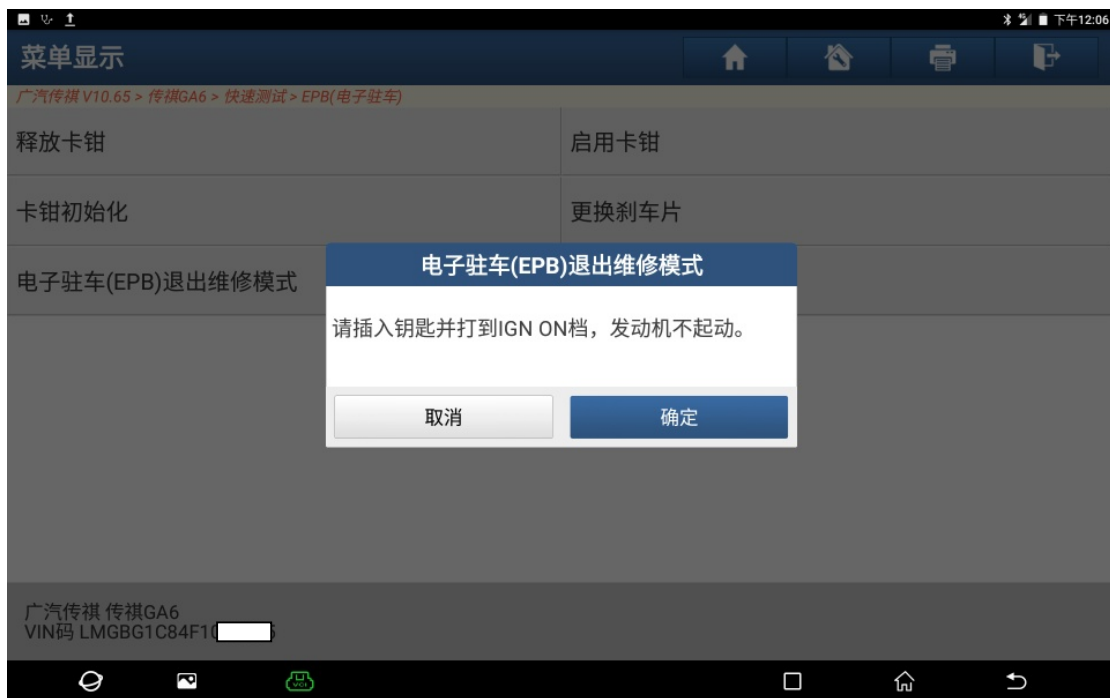 下午12:06
菜单显示
广汽传祺 V10.65 > 传祺GA6 > 快速测试 > EPB(电子驻车)
释放卡钳
启用卡钳
卡钳初始化
更换刹车片
电子驻车(EPB)退出维修模式
电子驻车(EPB)退出维修模式
请插入钥匙并打到IGN ON档，发动机不起动。
取消
确定
广汽传祺 传祺GA6
VIN码 LMGBG1C84F1
VCI